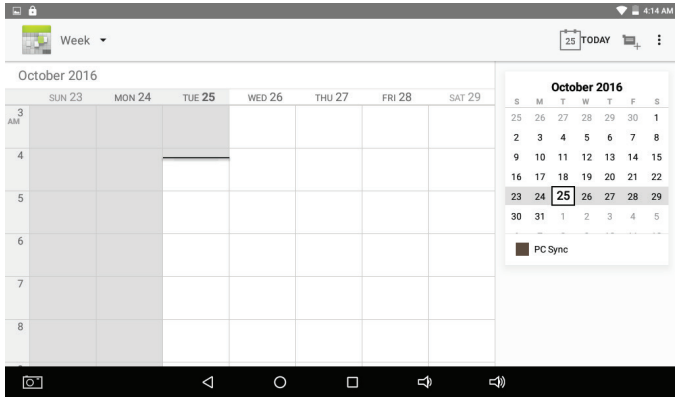 4:14 AM
Week
25 TODAY
October 2016
SUN 23 MON 24 TUE 25 WED 26 THU 27 FRI 28 SAT 29
3
AM
4
5
6
7
8
October 2016
S M T W T F S
25 26 27 28 29 30 1
2 3 4 5 6 7 8
9 10 11 12 13 14 15
16 17 18 19 20 21 22
23 24 25 26 27 28 29
30 31 1 2 3 4 5
PC Sync